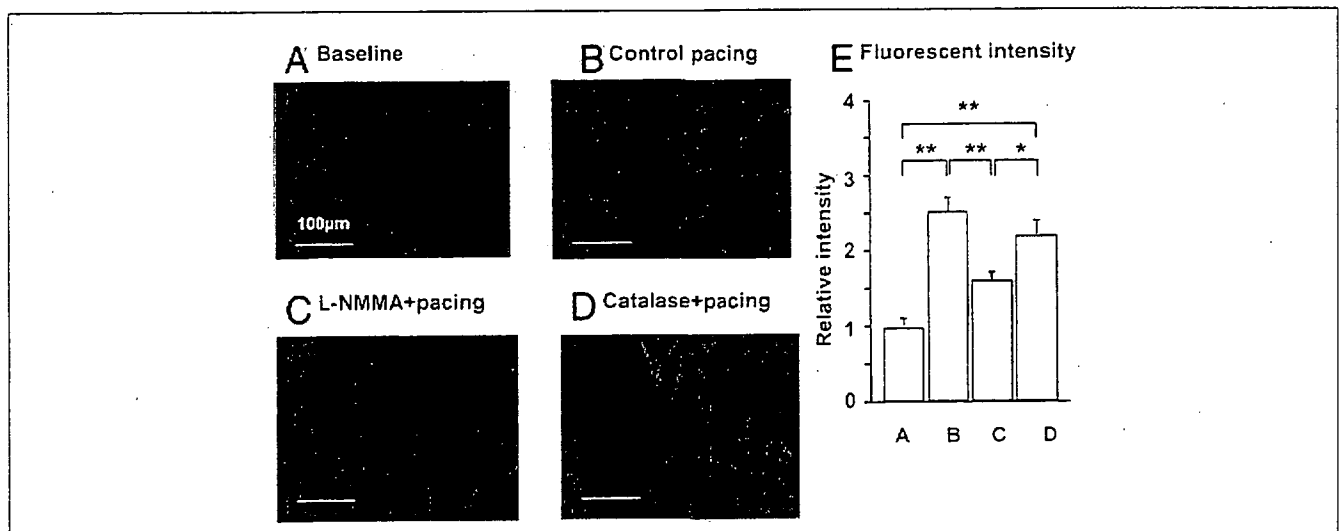 A Baseline
100µm
B Control pacing
C L-NMMA+pacing
D Catalase+pacing
E Fluorescent intensity
Relative intensity
4
3
2
1
0
**
** ** *
A B C D